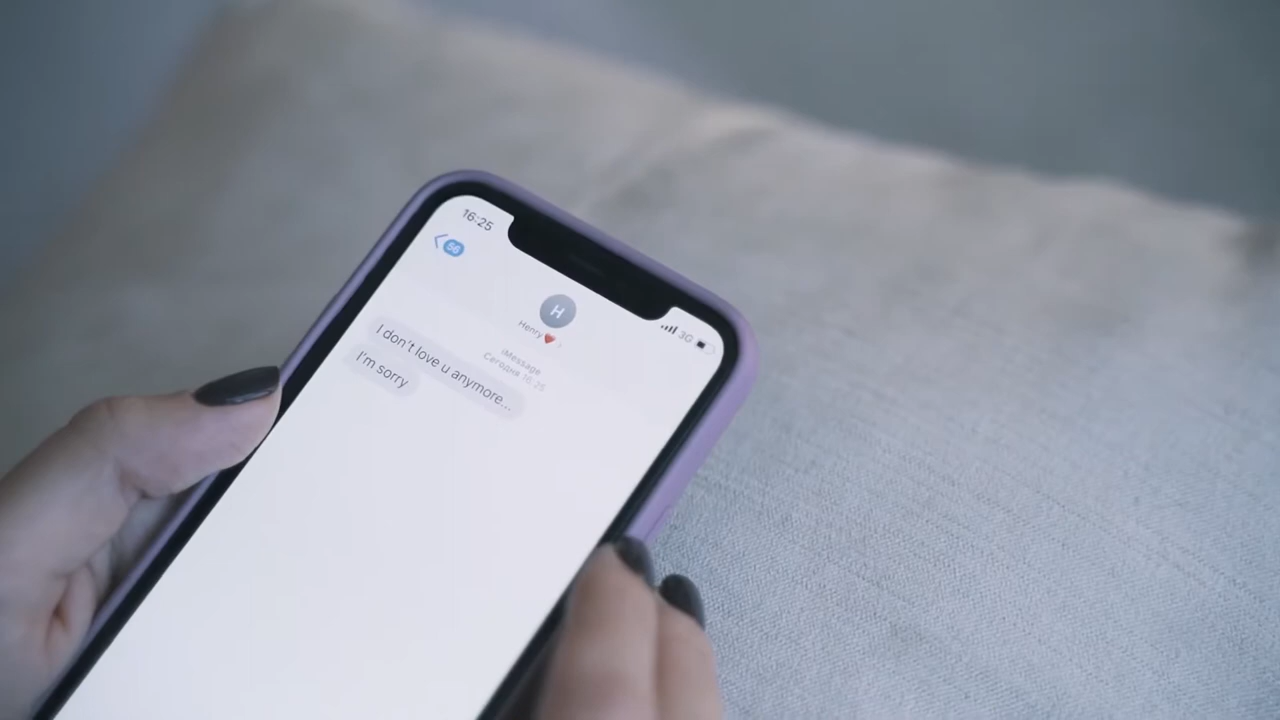 16:25
3G
56
H
Henry❤️
iMessage
Сегодня 16:25
I don't love u anymore...
I'm sorry